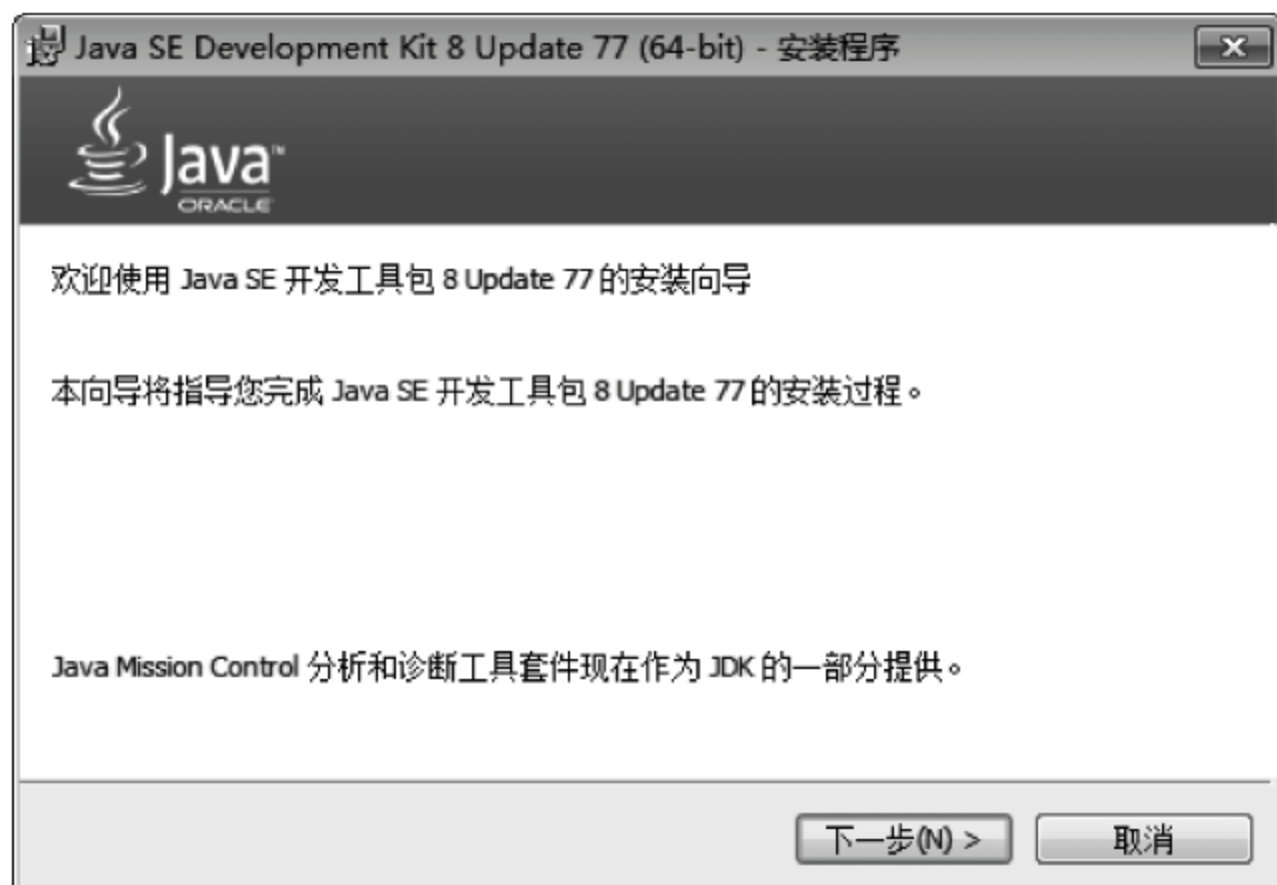 Java SE Development Kit 8 Update 77 (64-bit) - 安装程序
Java™
ORACLE
欢迎使用 Java SE 开发工具包 8 Update 77 的安装向导
本向导将指导您完成 Java SE 开发工具包 8 Update 77 的安装过程。
Java Mission Control 分析和诊断工具套件现在作为 JDK 的一部分提供。
下一步(N) > 取消